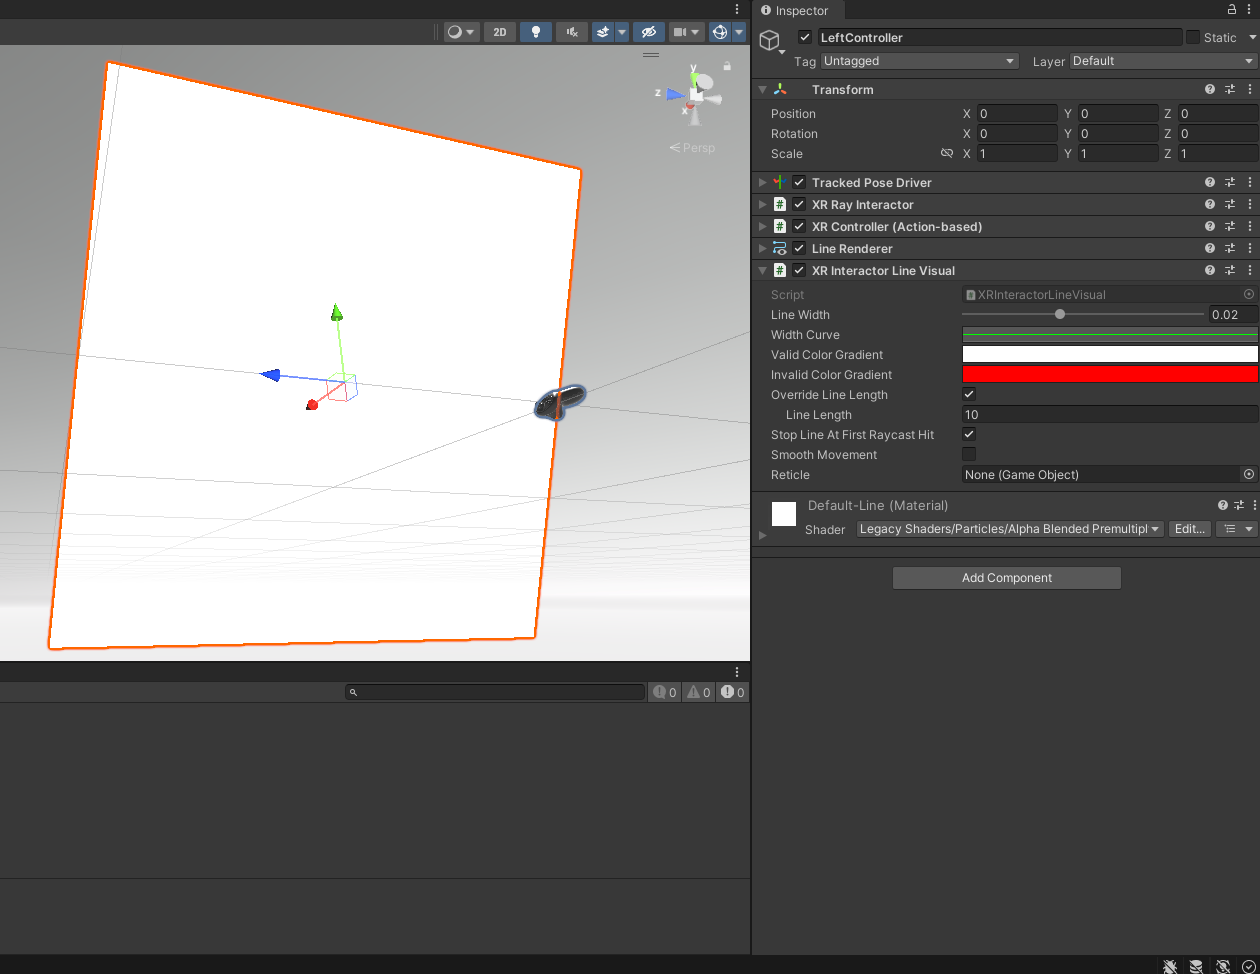 Inspector
2D
LeftController
Static
Tag Untagged Layer Default
y
z
x
Persp
Transform
Position X 0 Y 0 Z 0
Rotation X 0 Y 0 Z 0
Scale X 1 Y 1 Z 1
Tracked Pose Driver
# XR Ray Interactor
# XR Controller (Action-based)
Line Renderer
# XR Interactor Line Visual
Script XRInteractorLineVisual
Line Width 0.02
Width Curve
Valid Color Gradient
Invalid Color Gradient
Override Line Length
Line Length 10
Stop Line At First Raycast Hit
Smooth Movement
Reticle None (Game Object)
Default-Line (Material)
Shader Legacy Shaders/Particles/Alpha Blended Premultipl Edit...
Add Component
0 0 0